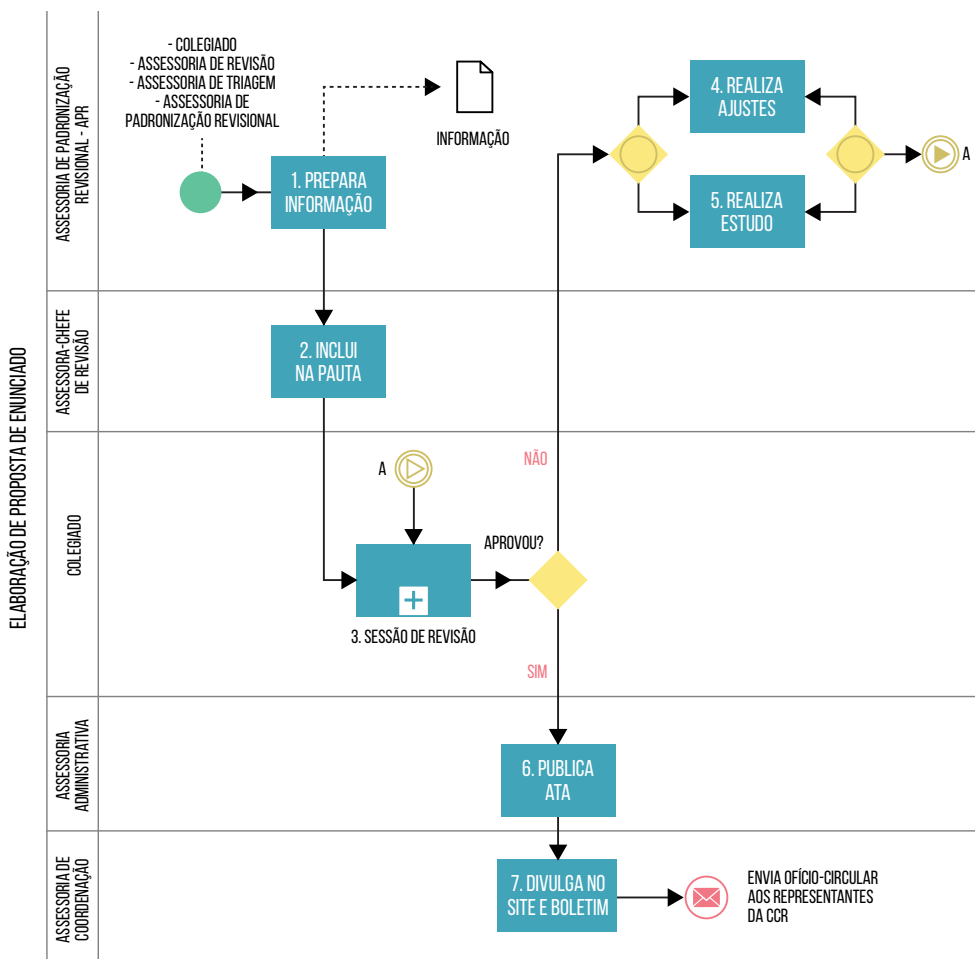 ELABORAÇÃO DE PROPOSTA DE ENUNCIADO
ASSESSORIA DE PADRONIZAÇÃO
REVISIONAL - APR
- COLEGIADO
- ASSESSORIA DE REVISÃO
- ASSESSORIA DE TRIAGEM
- ASSESSORIA DE
PADRONIZAÇÃO REVISIONAL
1. PREPARA
INFORMAÇÃO
INFORMAÇÃO
4. REALIZA
AJUSTES
5. REALIZA
ESTUDO
A
ASSESSORA-CHEFE
DE REVISÃO
2. INCLUI
NA PAUTA
COLEGIADO
A
3. SESSÃO DE REVISÃO
APROVOU?
NÃO
SIM
ASSESSORIA
ADMINISTRATIVA
6. PUBLICA
ATA
ASSESSORIA DE
COORDENAÇÃO
7. DIVULGA NO
SITE E BOLETIM
ENVIA OFÍCIO-CIRCULAR
AOS REPRESENTANTES
DA CCR